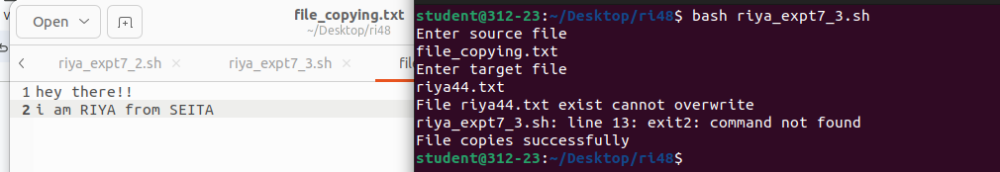 Open
file_copying.txt
~/Desktop/ri48
riya_expt7_2.sh
riya_expt7_3.sh
1 hey there!!
2 i am RIYA from SEITA
student@312-23:~/Desktop/ri48$ bash riya_expt7_3.sh
Enter source file
file_copying.txt
Enter target file
riya44.txt
File riya44.txt exist cannot overwrite
riya_expt7_3.sh: line 13: exit2: command not found
File copies successfully
student@312-23:~/Desktop/ri48$